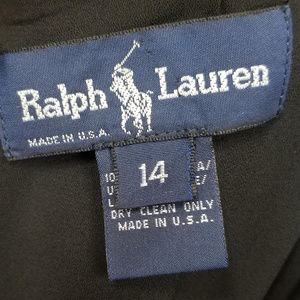 Ralph Lauren
MADE IN U.S.A.
14
DRY CLEAN ONLY
MADE IN U.S.A.